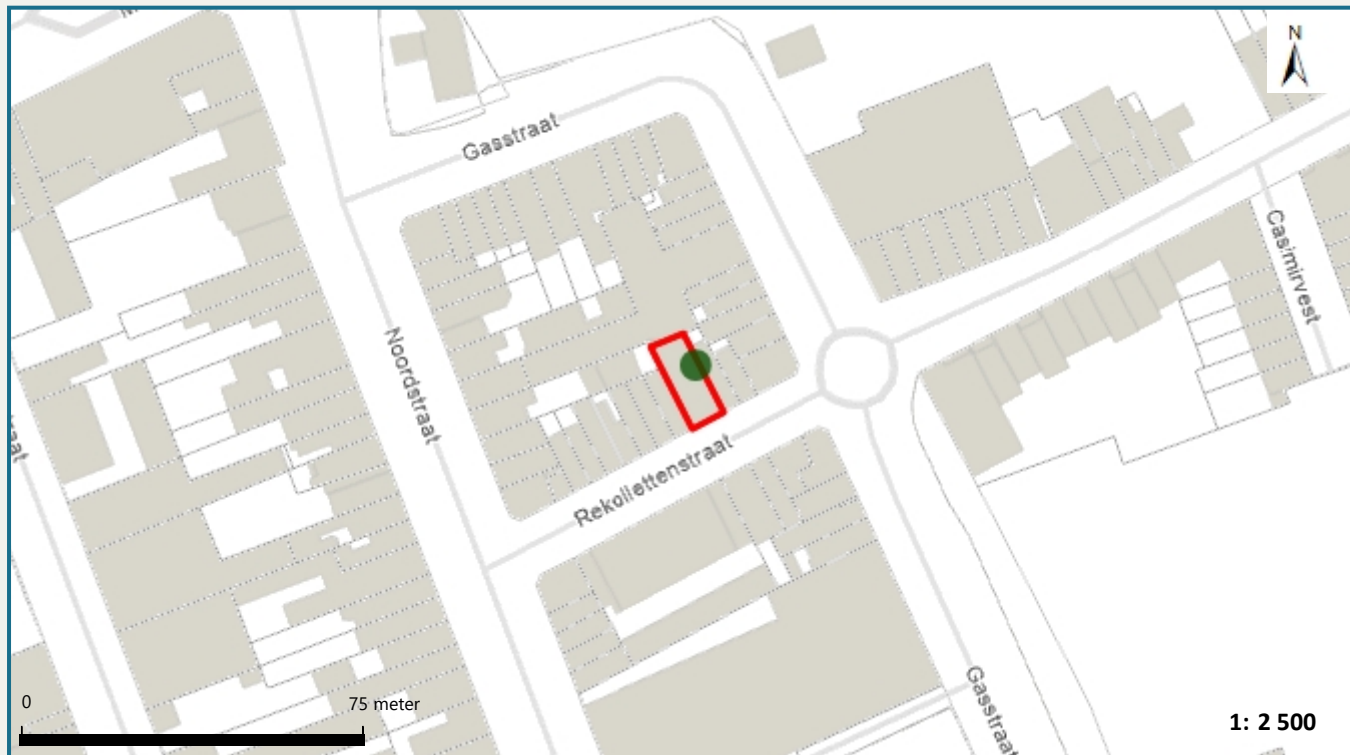 N
Gasstraat
Casimirvest
Noordstraat
Rekollettenstraat
Gasstraat
0
75 meter
1: 2 500